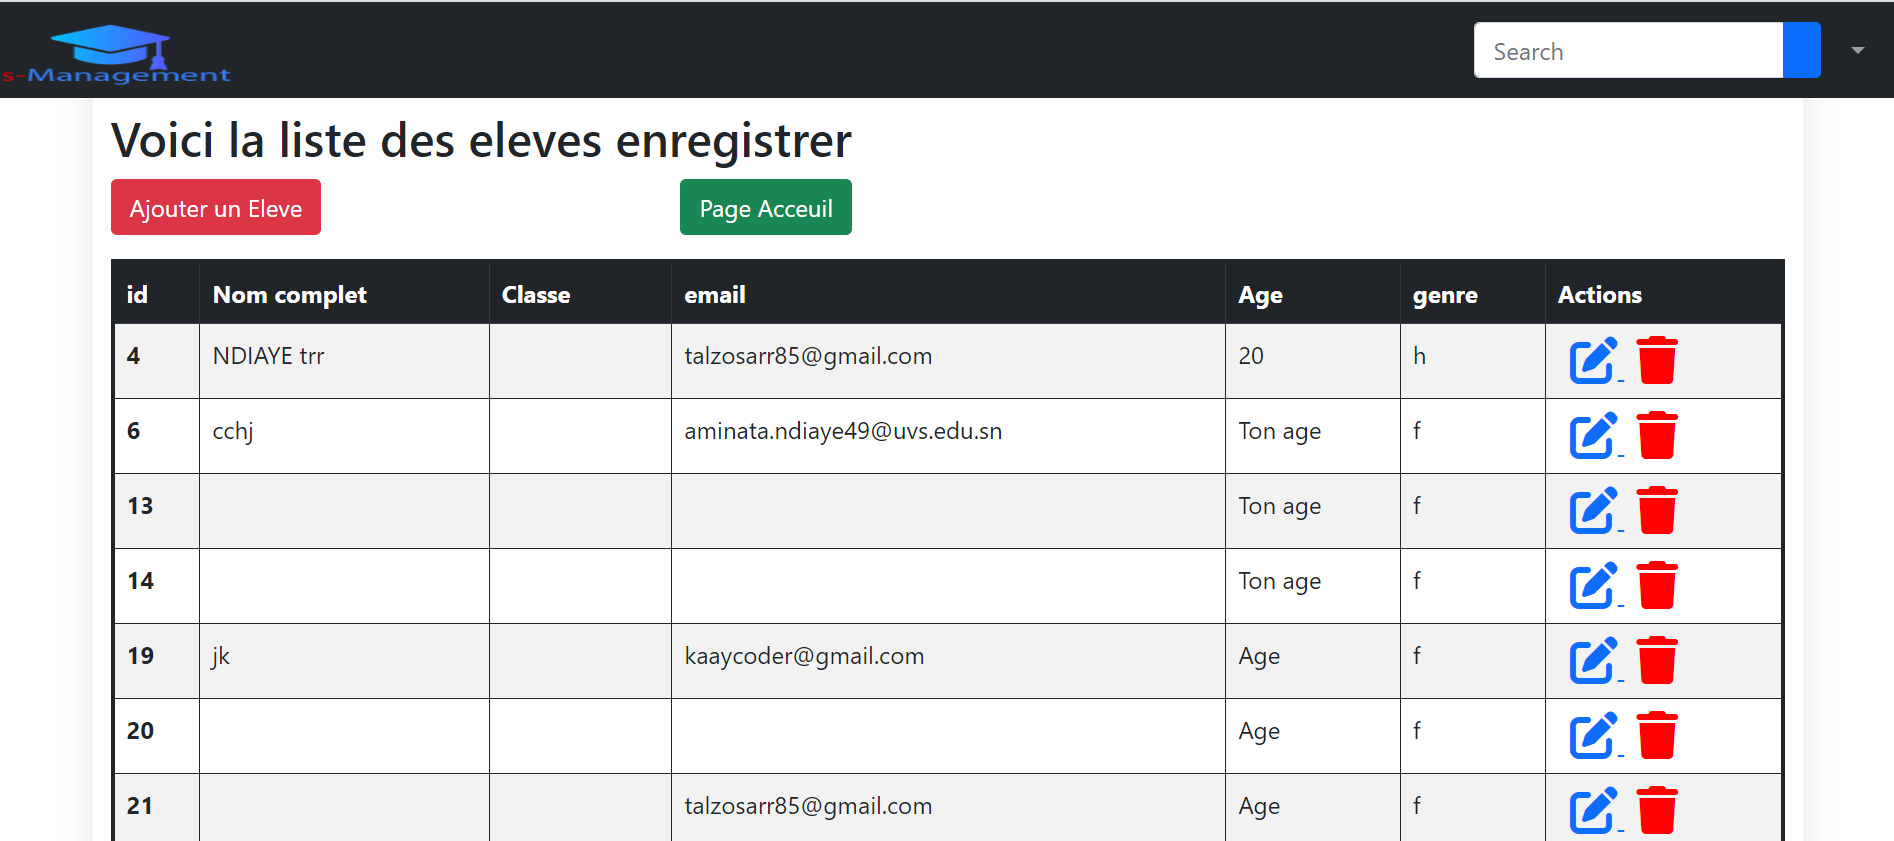 s-Management
Search
Voici la liste des eleves enregistrer
Ajouter un Eleve Page Acceuil
id Nom complet Classe email Age genre Actions
4 NDIAYE trr talzosarr85@gmail.com 20 h
6 cchj aminata.ndiaye49@uvs.edu.sn Ton age f
13 Ton age f
14 Ton age f
19 jk kaaycoder@gmail.com Age f
20 Age f
21 talzosarr85@gmail.com Age f